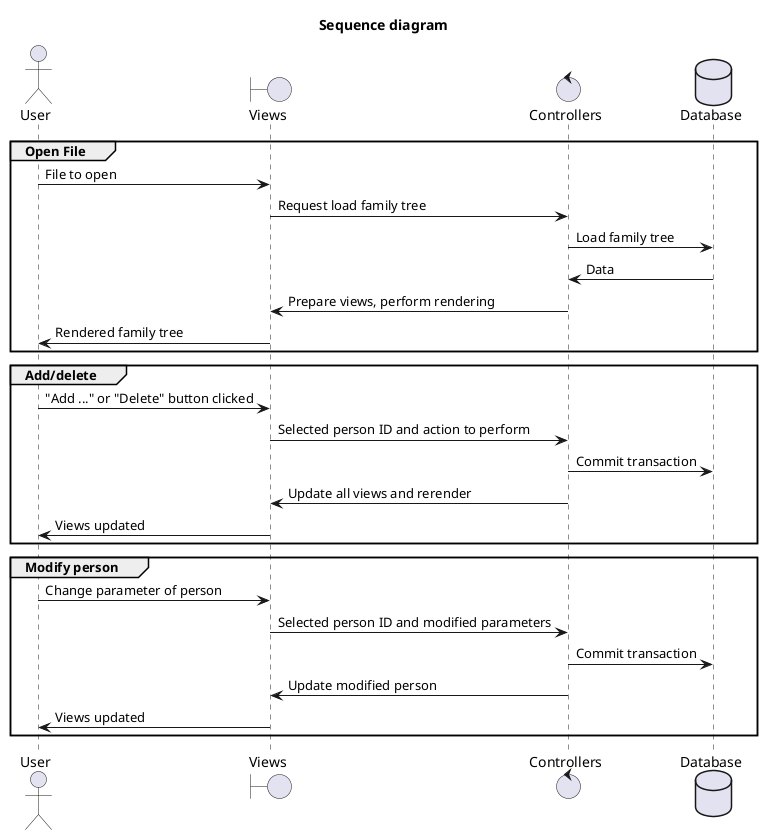 Sequence diagram
User
Views
Controllers
Database
Open File
File to open
Request load family tree
Load family tree
Data
Prepare views, perform rendering
Rendered family tree
Add/delete
"Add ..." or "Delete" button clicked
Selected person ID and action to perform
Commit transaction
Update all views and rerender
Views updated
Modify person
Change parameter of person
Selected person ID and modified parameters
Commit transaction
Update modified person
Views updated
User
Views
Controllers
Database